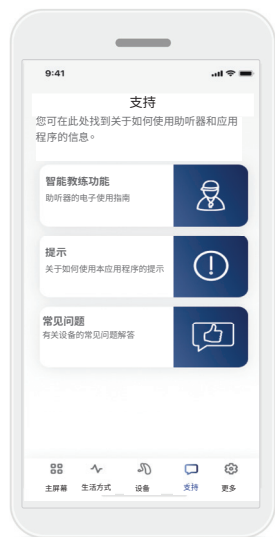 9:41
支持
您可在此处找到关于如何使用助听器和应用
程序的信息。
智能教练功能
助听器的电子使用指南
提示
关于如何使用本应用程序的提示
常见问题
有关设备的常见问题解答
主屏幕 生活方式 设备 支持 更多